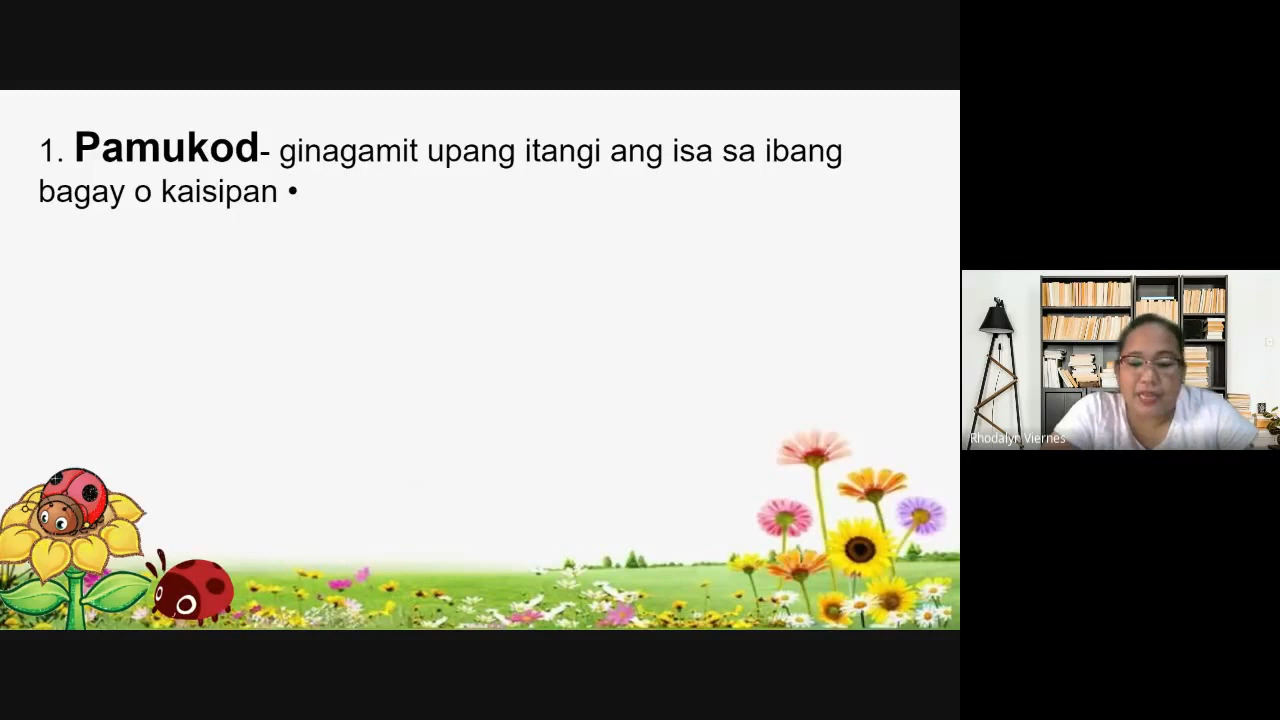 1. Pamukod- ginagamit upang itangi ang isa sa ibang
bagay o kaisipan •
Rhodalyn Viernes